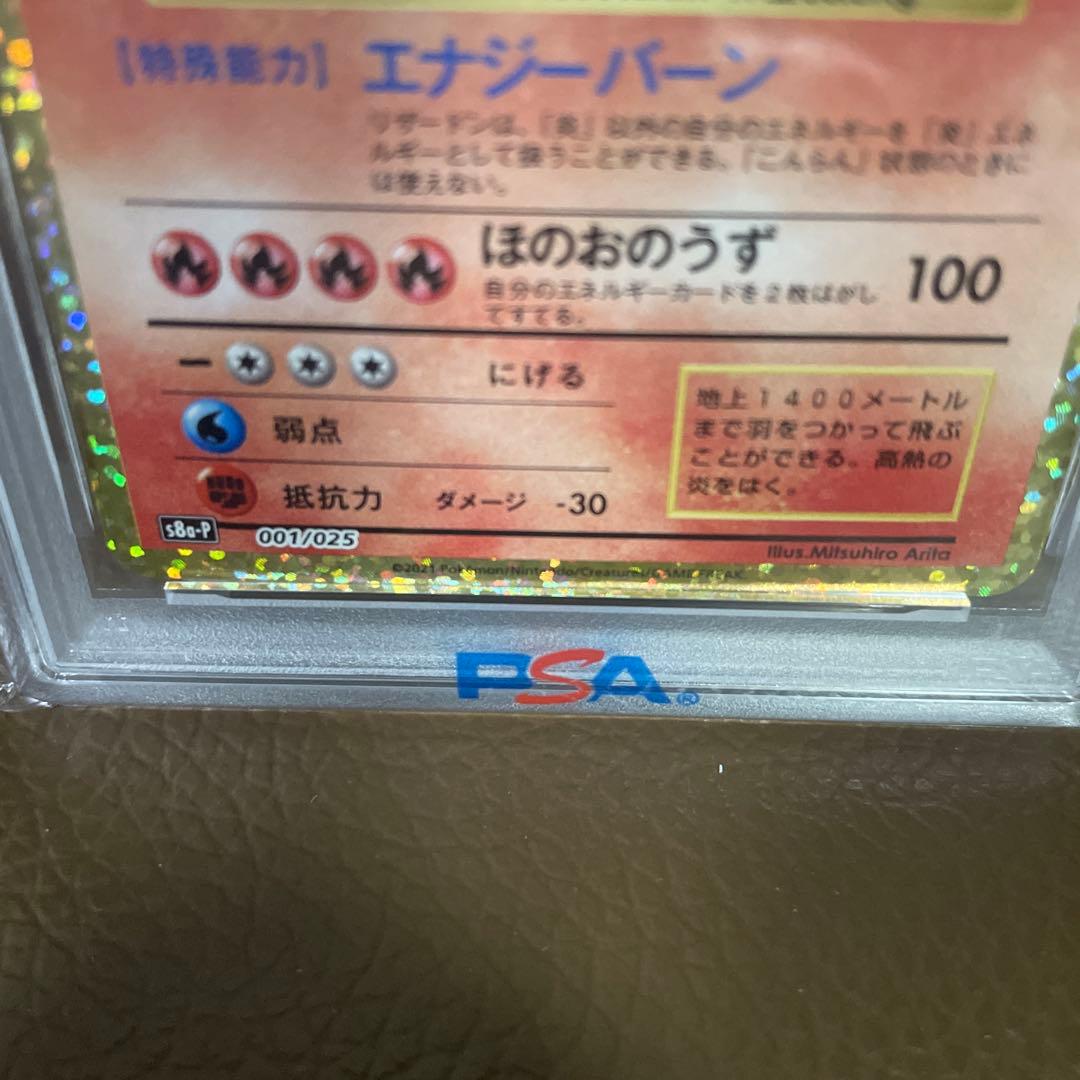 【特殊能力】 エナジーバーン
リザードンは、「炎」以外の自分のエネルギーを「炎」エネ
ルギーとして扱うことができる。「こんらん」状態のときに
は使えない。
ほのおのうず 100
自分のエネルギーカードを2枚はがし
てすてる。
にげる
弱点
抵抗力 ダメージ -30
地上1400メートル
まで羽をつかって飛ぶ
ことができる。高熱の
炎をはく。
s8a-P 001/025
Illus.Mitsuhiro Arita
©2021 Pokémon/Nintendo/Creatures/GAME FREAK
PSA®